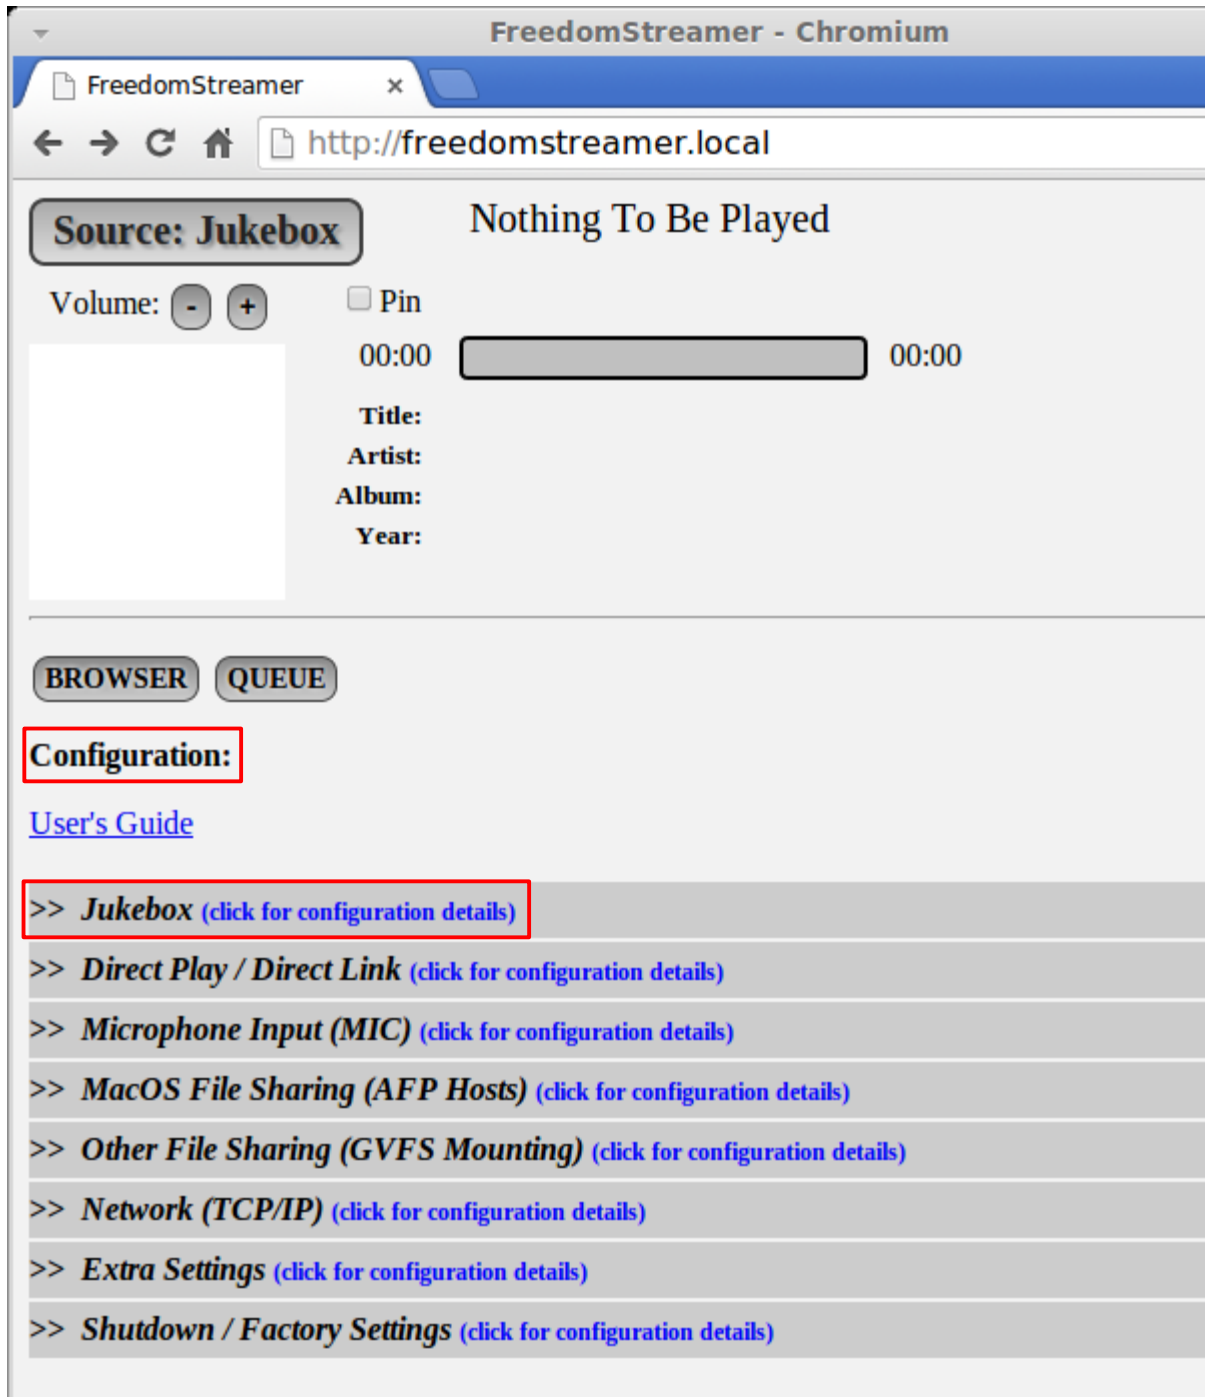 FreedomStreamer - Chromium
FreedomStreamer ×
http://freedomstreamer.local
Source: Jukebox Nothing To Be Played
Volume: - + Pin
00:00 00:00
Title:
Artist:
Album:
Year:
BROWSER QUEUE
Configuration:
User's Guide
>> Jukebox (click for configuration details)
>> Direct Play / Direct Link (click for configuration details)
>> Microphone Input (MIC) (click for configuration details)
>> MacOS File Sharing (AFP Hosts) (click for configuration details)
>> Other File Sharing (GVFS Mounting) (click for configuration details)
>> Network (TCP/IP) (click for configuration details)
>> Extra Settings (click for configuration details)
>> Shutdown / Factory Settings (click for configuration details)